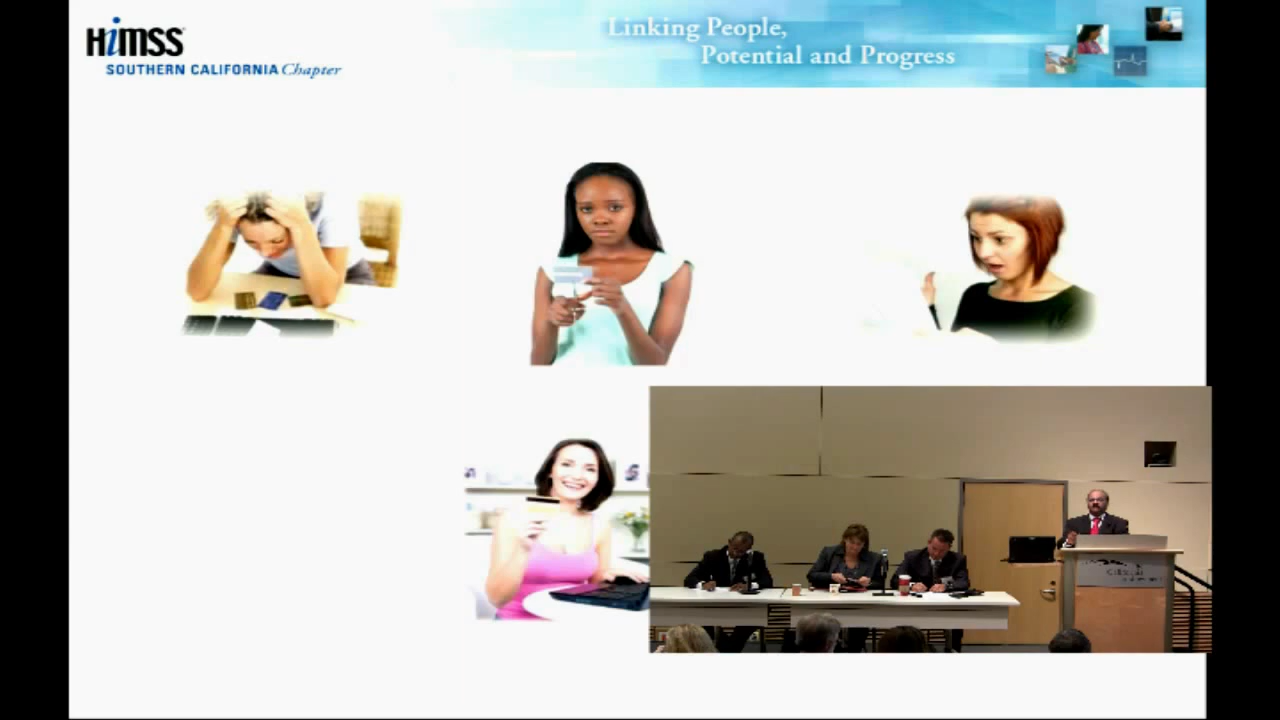 HiMSS
SOUTHERN CALIFORNIA Chapter
Linking People,
Potential and Progress